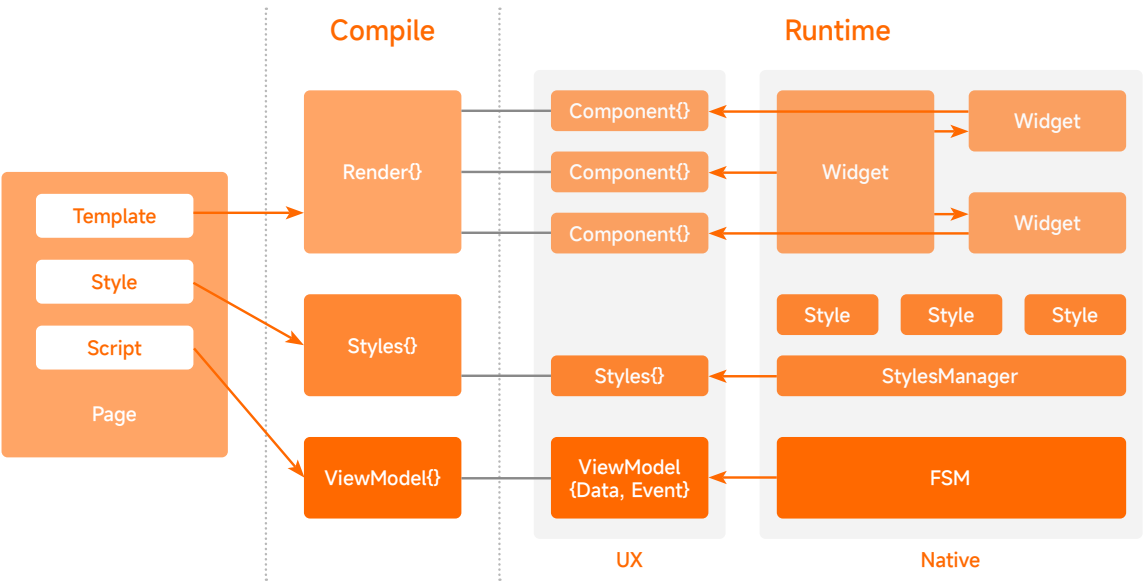 Compile
Runtime
Template
Style
Script
Page
Render{}
Styles{}
ViewModel{}
Component{}
Component{}
Component{}
Styles{}
ViewModel
{Data, Event}
UX
Widget
Widget
Widget
Style
Style
Style
StylesManager
FSM
Native